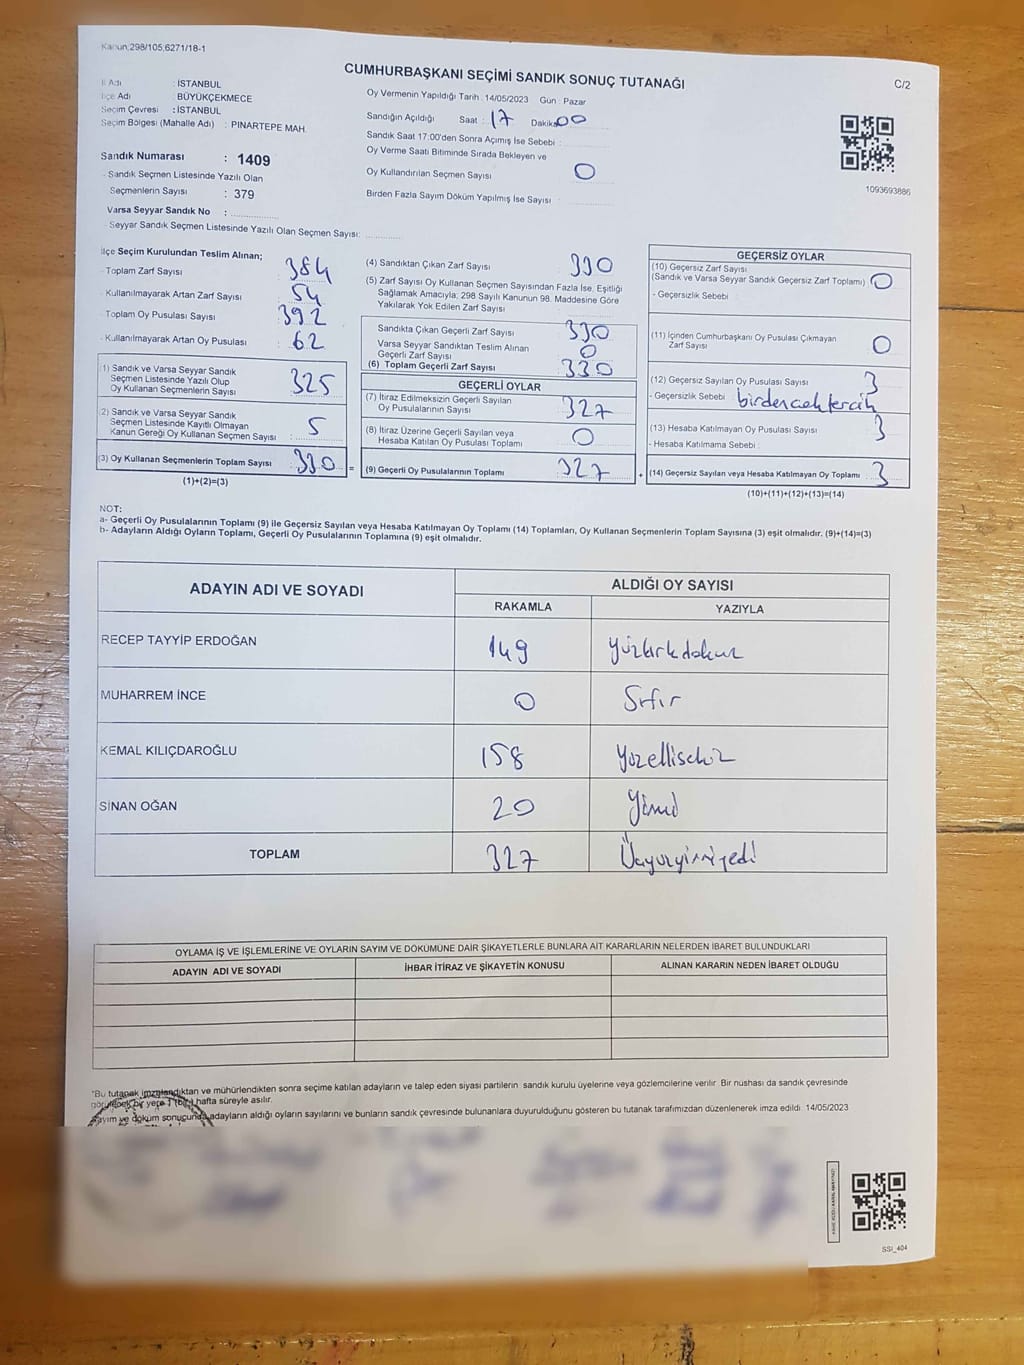 Kanun;298/105;6271/18-1
CUMHURBAŞKANI SEÇİMİ SANDIK SONUÇ TUTANAĞI
C/2
İl Adı : İSTANBUL
İlçe Adı : BÜYÜKÇEKMECE
Seçim Çevresi : İSTANBUL
Seçim Bölgesi (Mahalle Adı) : PINARTEPE MAH.
Sandık Numarası : 1409
Sandık Seçmen Listesinde Yazılı Olan
Seçmenlerin Sayısı : 379
Varsa Seyyar Sandık No :
Seyyar Sandık Seçmen Listesinde Yazılı Olan Seçmen Sayısı:
Oy Vermenin Yapıldığı Tarih :14/05/2023 Gün : Pazar
Sandığın Açıldığı Saat : 17 Dakika: 00
Sandık Saat 17:00'den Sonra Açımış İse Sebebi :
Oy Verme Saati Bitiminde Sırada Bekleyen ve
Oy Kullandırılan Seçmen Sayısı 0
Birden Fazla Sayım Döküm Yapılmış İse Sayısı
1093693886
İlçe Seçim Kurulundan Teslim Alınan;
Toplam Zarf Sayısı 384
Kullanılmayarak Artan Zarf Sayısı 54
Toplam Oy Pusulası Sayısı 392
Kullanılmayarak Artan Oy Pusulası 62
1) Sandık ve Varsa Seyyar Sandık
Seçmen Listesinde Yazılı Olup
Oy Kullanan Seçmenlerin Sayısı 325
2) Sandık ve Varsa Seyyar Sandık
Seçmen Listesinde Kayıtlı Olmayan
Kanun Gereği Oy Kullanan Seçmen Sayısı 5
(3) Oy Kullanan Seçmenlerin Toplam Sayısı 330 =
(1)+(2)=(3)
(4) Sandıktan Çıkan Zarf Sayısı 330
(5) Zarf Sayısı Oy Kullanan Seçmen Sayısından Fazla İse, Eşitliği
Sağlamak Amacıyla; 298 Sayılı Kanunun 98. Maddesine Göre
Yakılarak Yok Edilen Zarf Sayısı
Sandıkta Çıkan Geçerli Zarf Sayısı 330
Varsa Seyyar Sandıktan Teslim Alınan
Geçerli Zarf Sayısı 0
(6) Toplam Geçerli Zarf Sayısı 330
GEÇERLİ OYLAR
(7) İtiraz Edilmeksizin Geçerli Sayılan
Oy Pusulalarının Sayısı 327
(8) İtiraz Üzerine Geçerli Sayılan veya
Hesaba Katılan Oy Pusulası Toplamı 0
(9) Geçerli Oy Pusulalarının Toplamı 327 +
GEÇERSİZ OYLAR
(10) Geçersiz Zarf Sayısı
(Sandık ve Varsa Seyyar Sandık Geçersiz Zarf Toplamı) 0
- Geçersizlik Sebebi
(11) İçinden Cumhurbaşkanı Oy Pusulası Çıkmayan
Zarf Sayısı 0
(12) Geçersiz Sayılan Oy Pusulası Sayısı 3
- Geçersizlik Sebebi birdencoktercih
(13) Hesaba Katılmayan Oy Pusulası Sayısı 3
- Hesaba Katılmama Sebebi :
(14) Geçersiz Sayılan veya Hesaba Katılmayan Oy Toplamı 3
(10)+(11)+(12)+(13)=(14)
NOT:
a- Geçerli Oy Pusulalarının Toplamı (9) ile Geçersiz Sayılan veya Hesaba Katılmayan Oy Toplamı (14) Toplamları, Oy Kullanan Seçmenlerin Toplam Sayısına (3) eşit olmalıdır. (9)+(14)=(3)
b- Adayların Aldığı Oyların Toplamı, Geçerli Oy Pusulalarının Toplamına (9) eşit olmalıdır.
ADAYIN ADI VE SOYADI
ALDIĞI OY SAYISI
RAKAMLA YAZIYLA
RECEP TAYYİP ERDOĞAN 149 yüzkırkdokuz
MUHARREM İNCE 0 Sıfır
KEMAL KILIÇDAROĞLU 158 yüzellisekiz
SİNAN OĞAN 20 Yirmi
TOPLAM 327 Üçyüzyirmiyedi
OYLAMA İŞ VE İŞLEMLERİNE VE OYLARIN SAYIM VE DÖKÜMÜNE DAİR ŞİKAYETLERLE BUNLARA AİT KARARLARIN NELERDEN İBARET BULUNDUKLARI
ADAYIN ADI VE SOYADI İHBAR İTİRAZ VE ŞİKAYETİN KONUSU ALINAN KARARIN NEDEN İBARET OLDUĞU
*Bu tutanak imzalandıktan ve mühürlendikten sonra seçime katılan adayların ve talep eden siyasi partilerin sandık kurulu üyelerine veya gözlemcilerine verilir. Bir nüshası da sandık çevresinde
görülecek bir yere 1 (bir) hafta süreyle asılır.
Sayım ve döküm sonucunda adayların aldığı oyların sayılarını ve bunların sandık çevresinde bulunanlara duyurulduğunu gösteren bu tutanak tarafımızdan düzenlenerek imza edildi. 14/05/2023
SSI_404